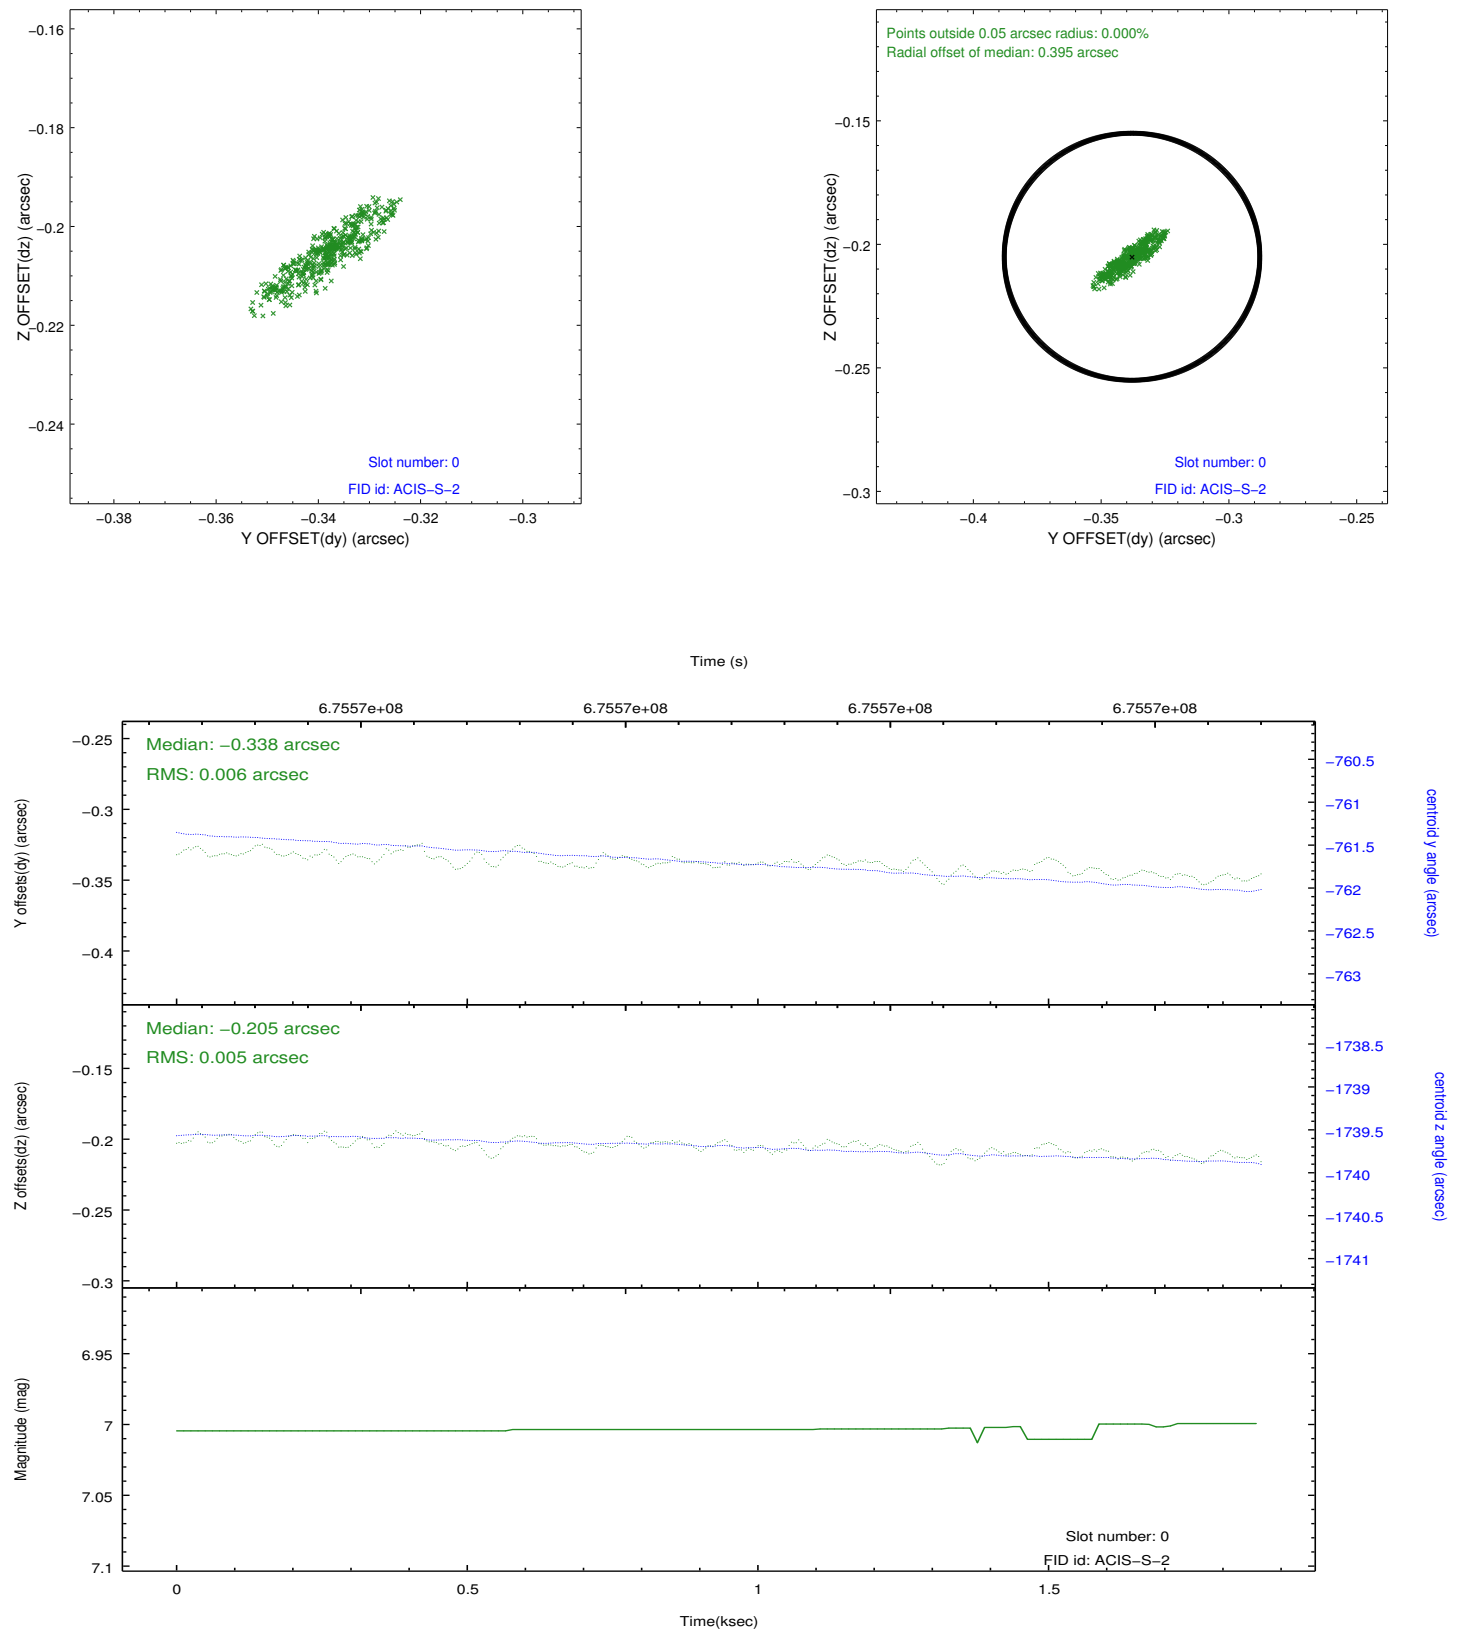 −0.16
−0.18
−0.2
−0.22
−0.24
Z OFFSET(dz) (arcsec)
Slot number: 0
FID id: ACIS−S−2
−0.38
−0.36
−0.34
−0.32
−0.3
Y OFFSET(dy) (arcsec)
Points outside 0.05 arcsec radius: 0.000%
Radial offset of median: 0.395 arcsec
−0.15
−0.2
−0.25
−0.3
Z OFFSET(dz) (arcsec)
Slot number: 0
FID id: ACIS−S−2
−0.4
−0.35
−0.3
−0.25
Y OFFSET(dy) (arcsec)
Time (s)
6.7557e+08
6.7557e+08
6.7557e+08
6.7557e+08
Median: −0.338 arcsec
RMS: 0.006 arcsec
−0.25
−0.3
−0.35
−0.4
Y offsets(dy) (arcsec)
−760.5
−761
−761.5
−762
−762.5
−763
centroid y angle (arcsec)
Median: −0.205 arcsec
RMS: 0.005 arcsec
−0.15
−0.2
−0.25
−0.3
Z offsets(dz) (arcsec)
−1738.5
−1739
−1739.5
−1740
−1740.5
−1741
centroid z angle (arcsec)
6.95
7
7.05
7.1
Magnitude (mag)
Slot number: 0
FID id: ACIS−S−2
0
0.5
1
1.5
Time(ksec)